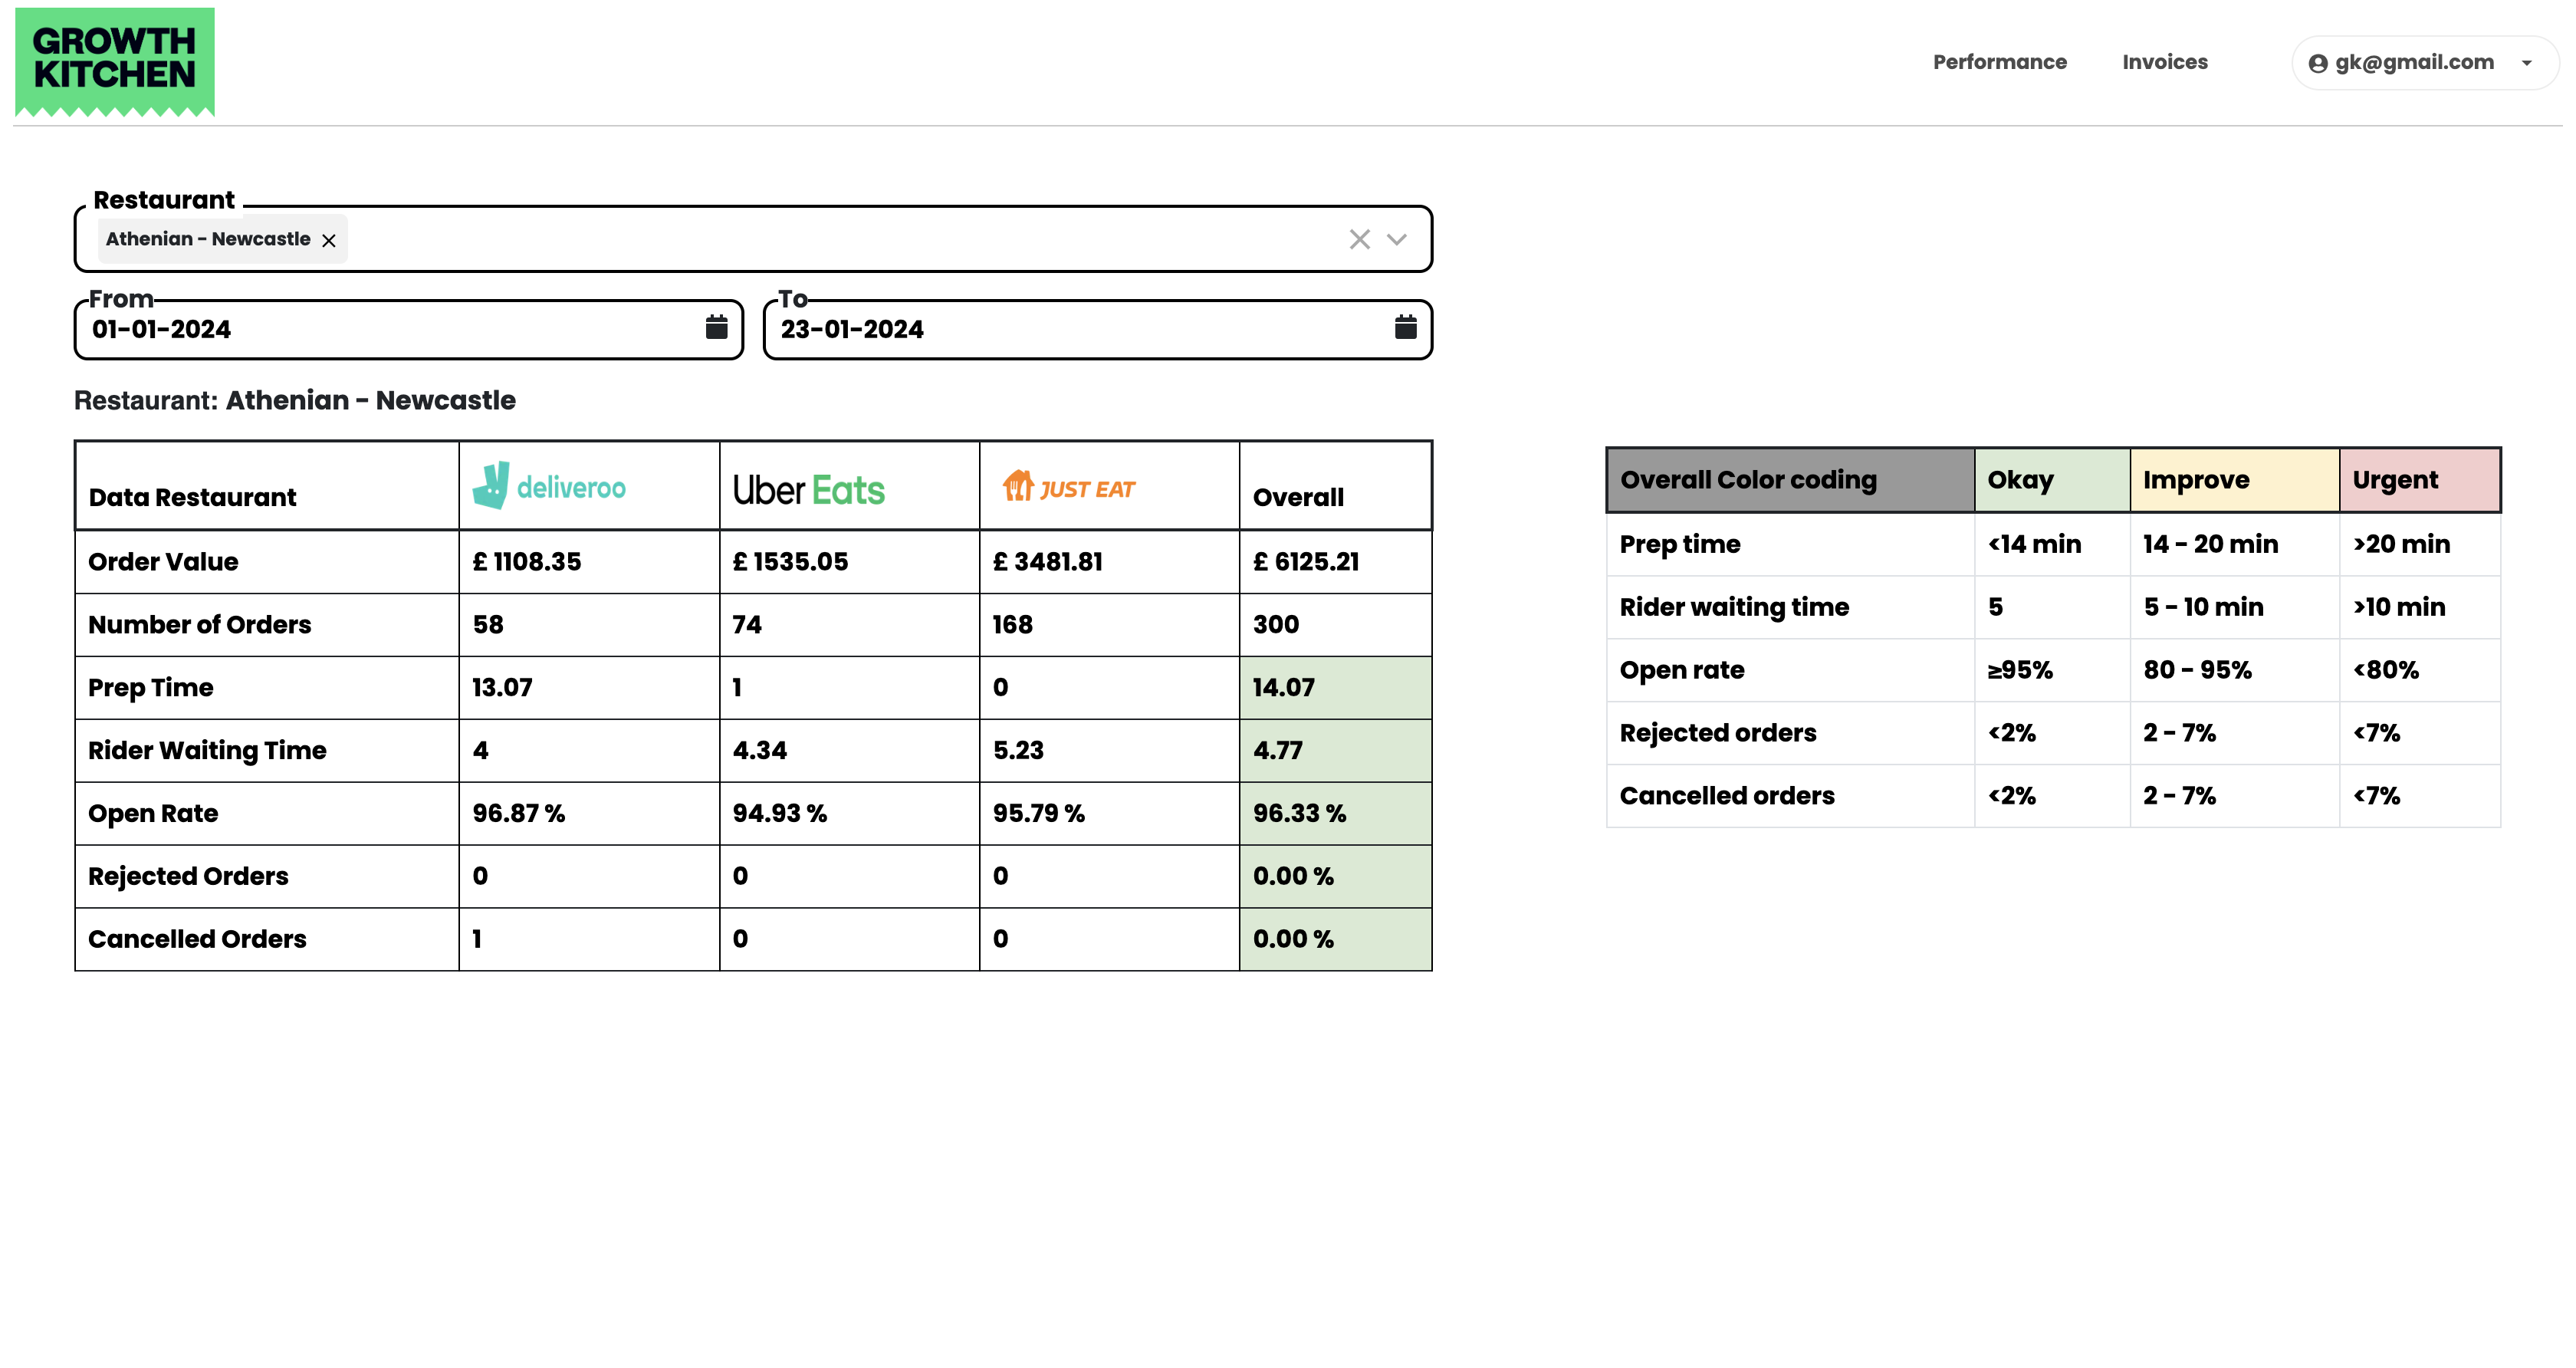 GROWTH
KITCHEN
Performance Invoices gk@gmail.com
Restaurant
Athenian - Newcastle
From
01-01-2024
To
23-01-2024
Restaurant: Athenian - Newcastle
Data Restaurant deliveroo Uber Eats JUST EAT Overall
Order Value £ 1108.35 £ 1535.05 £ 3481.81 £ 6125.21
Number of Orders 58 74 168 300
Prep Time 13.07 1 0 14.07
Rider Waiting Time 4 4.34 5.23 4.77
Open Rate 96.87 % 94.93 % 95.79 % 96.33 %
Rejected Orders 0 0 0 0.00 %
Cancelled Orders 1 0 0 0.00 %
Overall Color coding Okay Improve Urgent
Prep time <14 min 14 - 20 min >20 min
Rider waiting time 5 5 - 10 min >10 min
Open rate ≥95% 80 - 95% <80%
Rejected orders <2% 2 - 7% <7%
Cancelled orders <2% 2 - 7% <7%